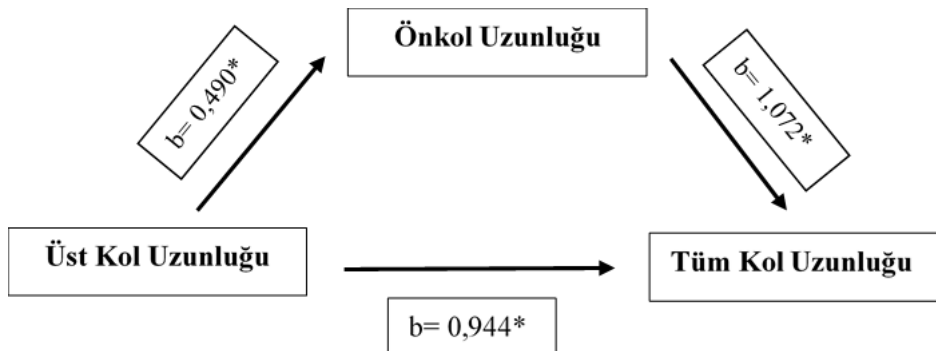 Önkol Uzunluğu
b= 0,490*
b= 1,072*
Üst Kol Uzunluğu
Tüm Kol Uzunluğu
b= 0,944*